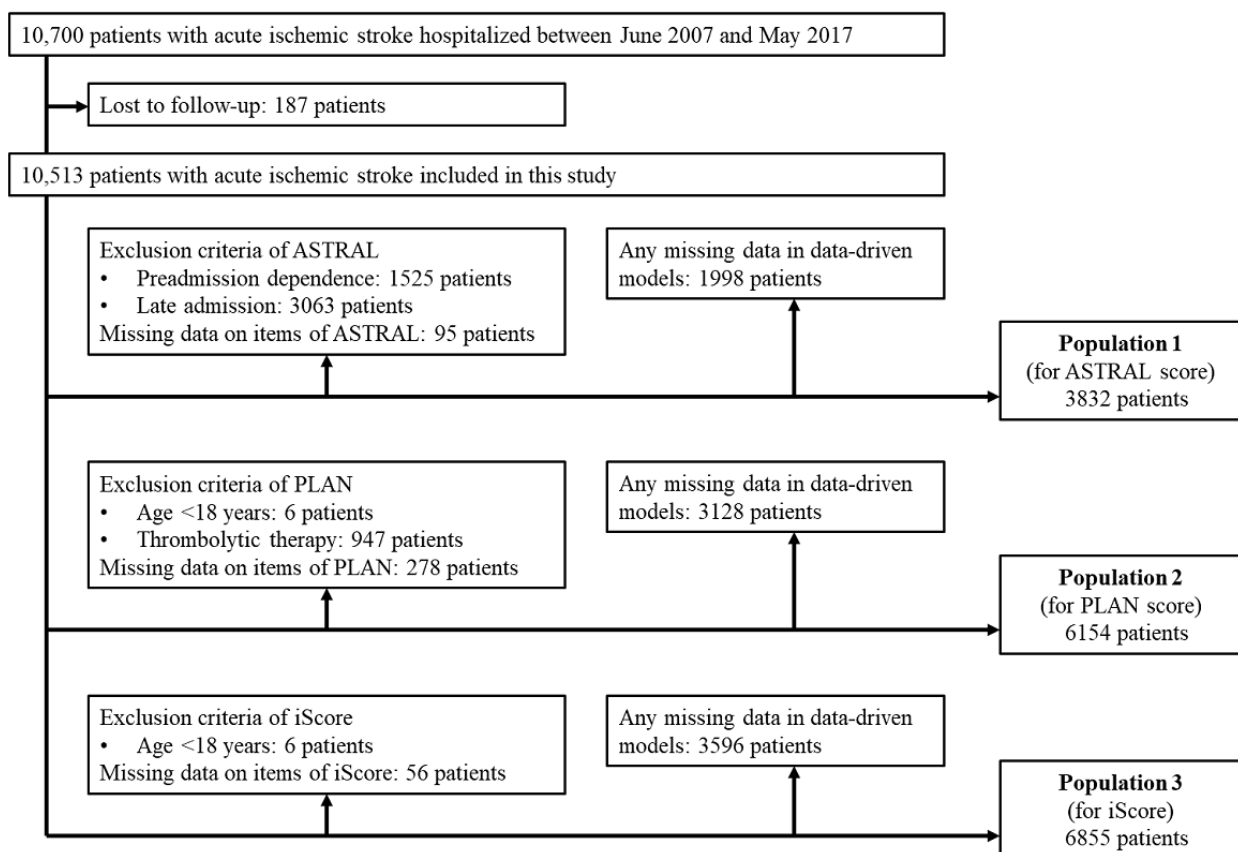 10,700 patients with acute ischemic stroke hospitalized between June 2007 and May 2017
Lost to follow-up: 187 patients
10,513 patients with acute ischemic stroke included in this study
Exclusion criteria of ASTRAL
• Preadmission dependence: 1525 patients
• Late admission: 3063 patients
Missing data on items of ASTRAL: 95 patients
Any missing data in data-driven
models: 1998 patients
Population 1
(for ASTRAL score)
3832 patients
Exclusion criteria of PLAN
• Age <18 years: 6 patients
• Thrombolytic therapy: 947 patients
Missing data on items of PLAN: 278 patients
Any missing data in data-driven
models: 3128 patients
Population 2
(for PLAN score)
6154 patients
Exclusion criteria of iScore
• Age <18 years: 6 patients
Missing data on items of iScore: 56 patients
Any missing data in data-driven
models: 3596 patients
Population 3
(for iScore)
6855 patients